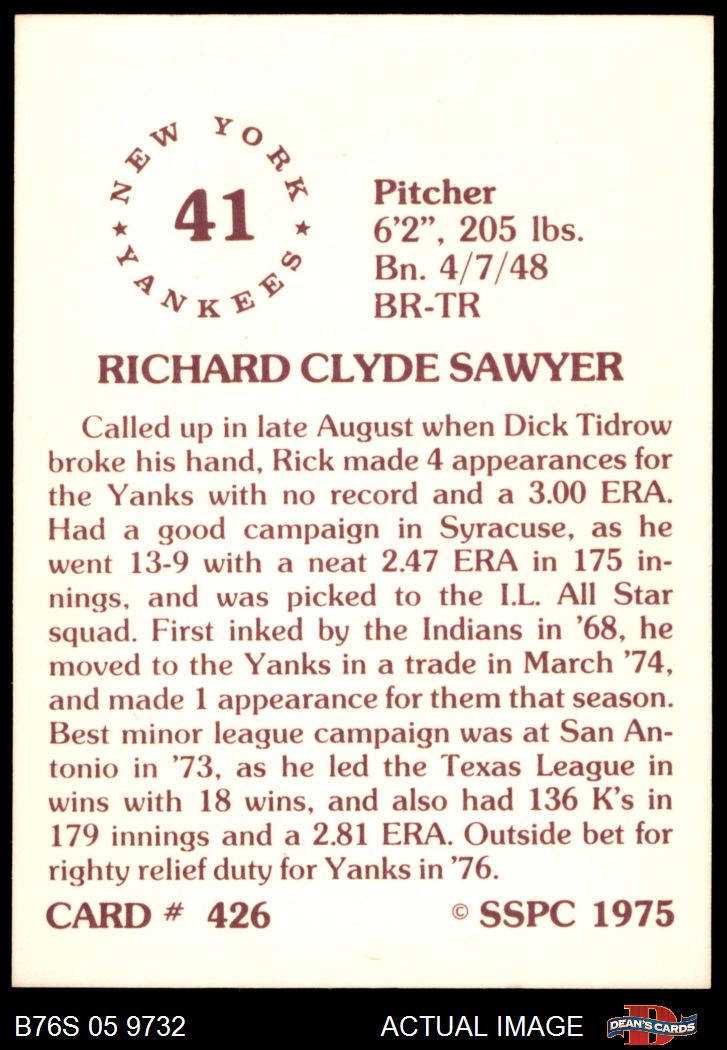 ★ NEW YORK ★
YANKEES
41
Pitcher
6'2”, 205 lbs.
Bn. 4/7/48
BR-TR
RICHARD CLYDE SAWYER
Called up in late August when Dick Tidrow
broke his hand, Rick made 4 appearances for
the Yanks with no record and a 3.00 ERA.
Had a good campaign in Syracuse, as he
went 13-9 with a neat 2.47 ERA in 175 in-
nings, and was picked to the I.L. All Star
squad. First inked by the Indians in '68, he
moved to the Yanks in a trade in March '74,
and made 1 appearance for them that season.
Best minor league campaign was at San An-
tonio in '73, as he led the Texas League in
wins with 18 wins, and also had 136 K's in
179 innings and a 2.81 ERA. Outside bet for
righty relief duty for Yanks in '76.
CARD # 426 © SSPC 1975
B76S 05 9732 ACTUAL IMAGE D DEAN'S CARDS